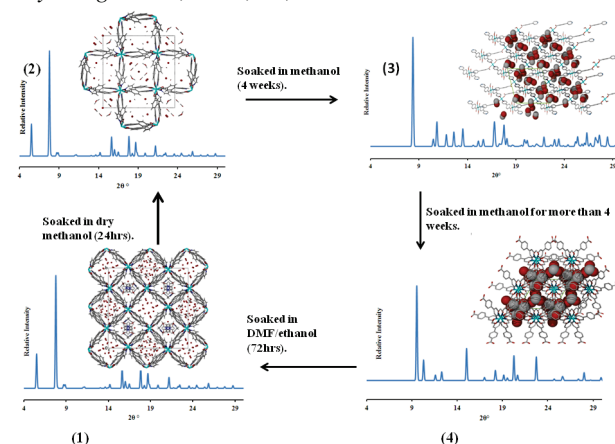 (2)
Soaked in methanol
(4 weeks).
(3)
Relative Intensity
4 9 14 19 24 29
2θ°
Relative Intensity
4 9 14 19 24 29
2θ°
Soaked in dry
methanol (24hrs).
Soaked in methanol for more than 4
weeks.
Soaked in
DMF/ethanol
(72hrs).
Relative Intensity
4 9 14 19 24 29
2θ°
(1)
Relative Intensity
4 9 14 19 24 29
2θ°
(4)